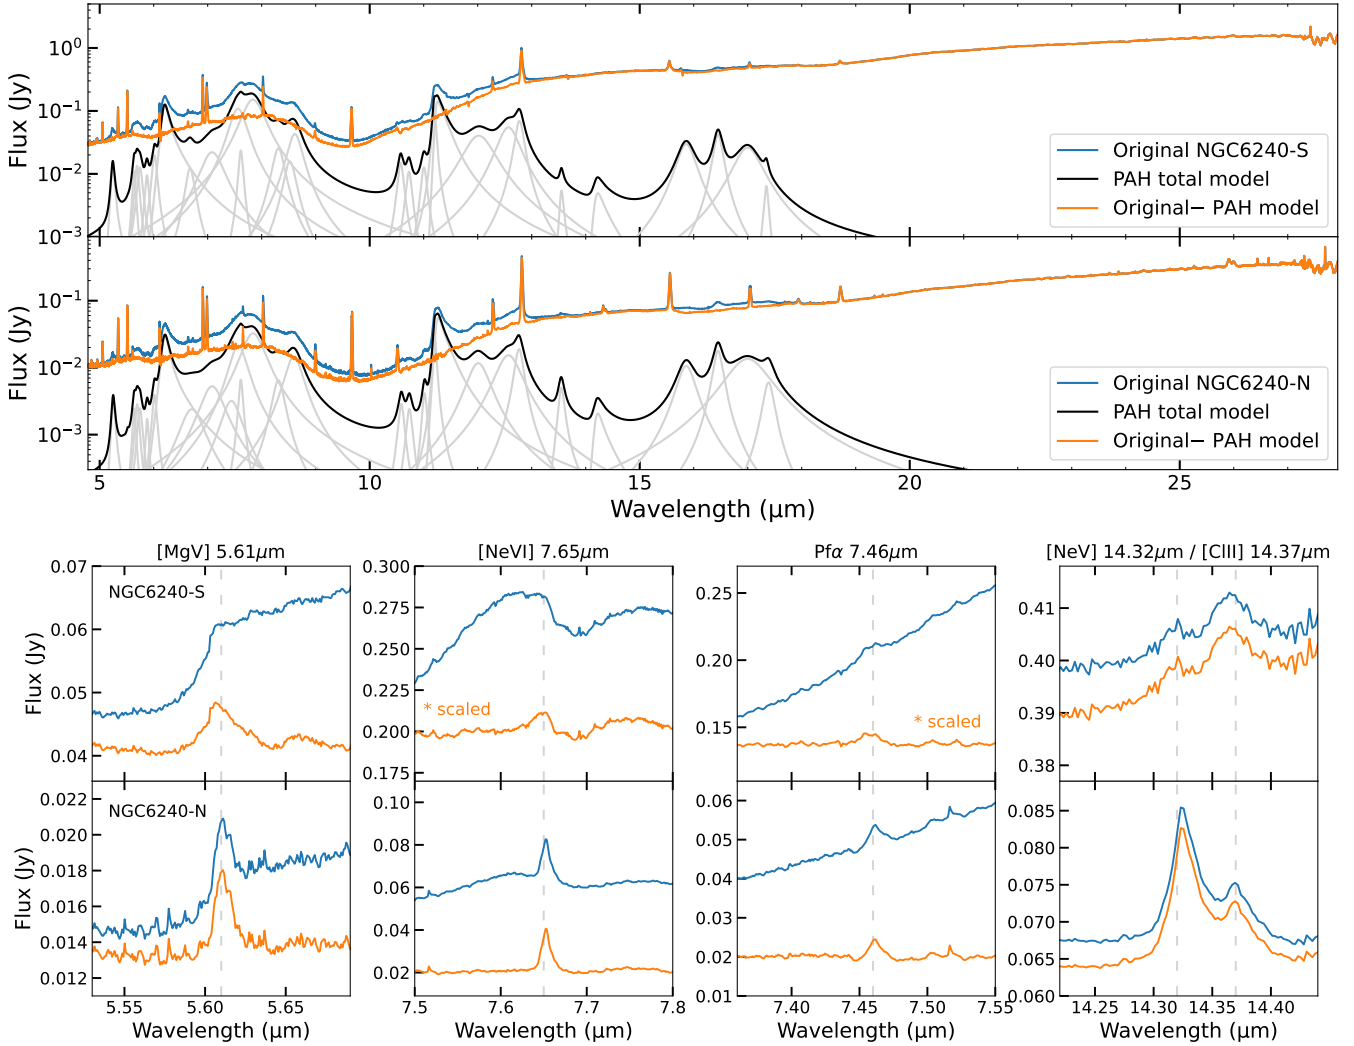 Flux (Jy)
10⁰
10⁻¹
10⁻²
10⁻³
Original NGC6240-S
PAH total model
Original− PAH model
Flux (Jy)
10⁻¹
10⁻²
10⁻³
Original NGC6240-N
PAH total model
Original− PAH model
5 10 15 20 25
Wavelength (μm)
[MgV] 5.61μm
[NeVI] 7.65μm
Pfα 7.46μm
[NeV] 14.32μm / [ClII] 14.37μm
Flux (Jy)
0.07
0.06
0.05
0.04
NGC6240-S
0.300
0.275
0.250
0.225
0.200
0.175
* scaled
0.25
0.20
0.15
* scaled
0.41
0.40
0.39
0.38
Flux (Jy)
0.022
0.020
0.018
0.016
0.014
0.012
NGC6240-N
0.10
0.08
0.06
0.04
0.02
0.06
0.05
0.04
0.03
0.02
0.01
0.085
0.080
0.075
0.070
0.065
0.060
5.55 5.60 5.65
7.5 7.6 7.7 7.8
7.40 7.45 7.50 7.55
14.25 14.30 14.35 14.40
Wavelength (μm)
Wavelength (μm)
Wavelength (μm)
Wavelength (μm)